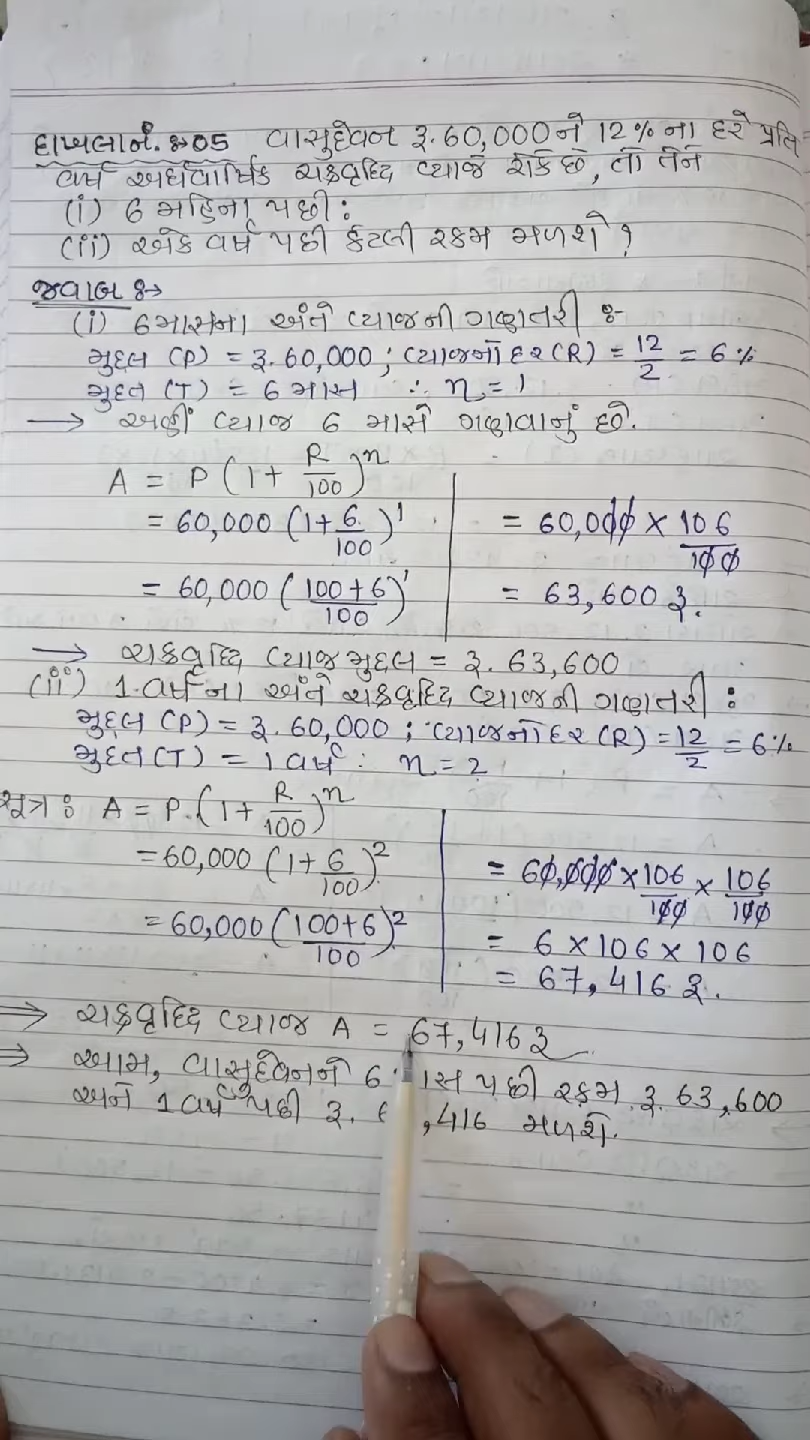 દાખલા નં. :→ 05 વાસુદેવન રૂ. 60,000 ને 12 % ના દરે પ્રતિ-
વર્ષ અર્ધવાર્ષિક ચક્રવૃધ્ધિ વ્યાજે રોકે છે, તો તેને
(i) 6 મહિના પછી :
(ii) એક વર્ષ પછી કેટલી રકમ મળશે ?
જવાબ :→
(i) 6 માસના અંતે વ્યાજની ગણતરી :-
મુદ્દલ (P) = રૂ. 60,000 ; વ્યાજનો દર (R) = 12/2 = 6 %
મુદ્દત (T) = 6 માસ ∴ n = 1
→ અહીં વ્યાજ 6 માસે ગણવાનું છે.
A = P (1 + R/100)^n
= 60,000 (1 + 6/100)^1
= 60,000 (100 + 6/100)^1
= 60,000 × 106/100
= 63,600 રૂ.
→ ચક્રવૃધ્ધિ વ્યાજમુદ્દલ = રૂ. 63,600
(ii) 1 વર્ષના અંતે ચક્રવૃધ્ધિ વ્યાજની ગણતરી :
મુદ્દલ (P) = રૂ. 60,000 ; વ્યાજનો દર (R) = 12/2 = 6 %
મુદ્દત (T) = 1 વર્ષ : n = 2
સૂત્ર : A = P. (1 + R/100)^n
= 60,000 (1 + 6/100)^2
= 60,000 (100+6/100)^2
= 60,000 × 106/100 × 106/100
= 6 × 106 × 106
= 67,416 રૂ.
⇒ ચક્રવૃધ્ધિ વ્યાજ A = 67,416 રૂ
⇒ આમ, વાસુદેવનને 6 પછી રકમ રૂ. 63,600
અને 1 વર્ષ પછી રૂ. ,416 મળશે.